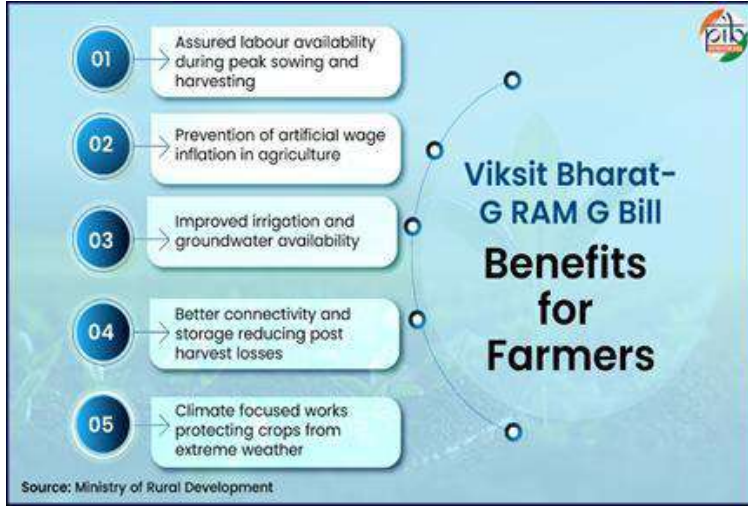 01
Assured labour availability
during peak sowing and
harvesting
02
Prevention of artificial wage
inflation in agriculture
03
Improved irrigation and
groundwater availability
04
Better connectivity and
storage reducing post
harvest losses
05
Climate focused works
protecting crops from
extreme weather
pib
Viksit Bharat-
G RAM G Bill
Benefits
for
Farmers
Source: Ministry of Rural Development